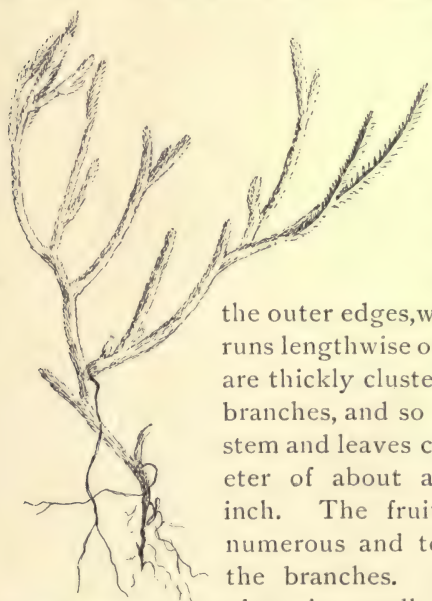 the outer edges, w
runs lengthwise o
are thickly cluste
branches, and so
stem and leaves c
eter of about a
inch. The frui
numerous and te
the branches.